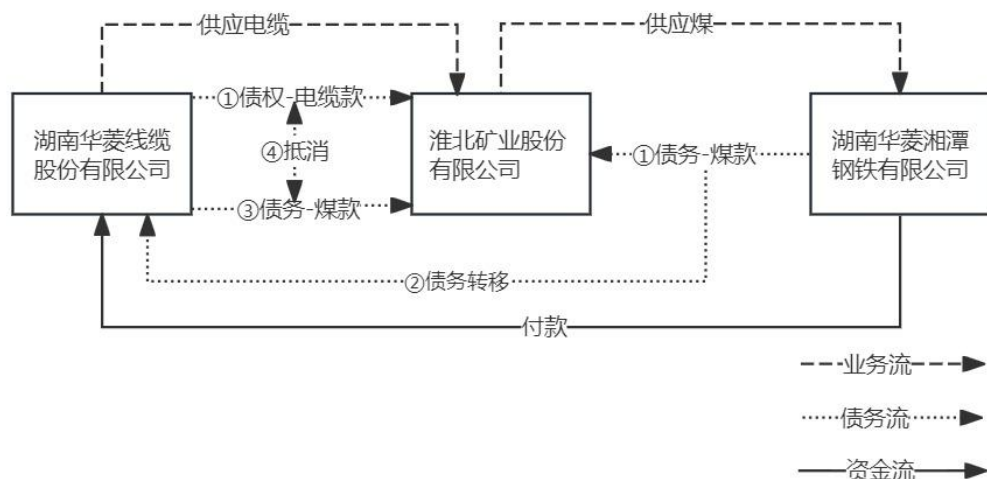 供应电缆
供应煤
①债权-电缆款
湖南华菱线缆
股份有限公司
④抵消
淮北矿业股份
有限公司
①债务-煤款
湖南华菱湘潭
钢铁有限公司
③债务-煤款
②债务转移
付款
业务流
债务流
资金流